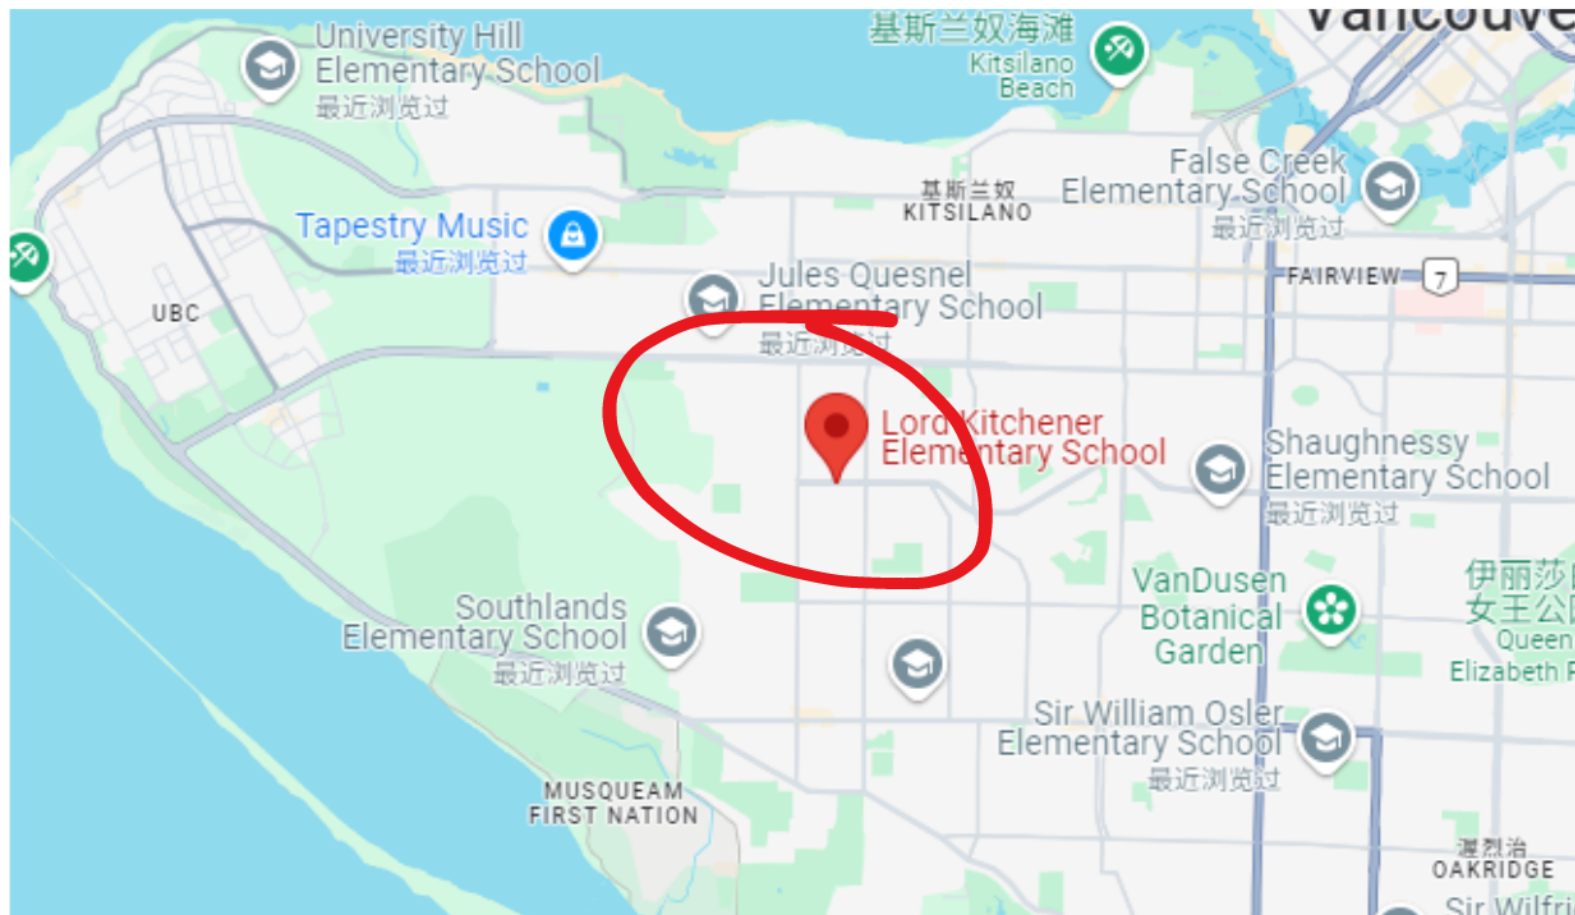 Vancouve
University Hill
Elementary School
最近浏览过
基斯兰奴海滩
Kitsilano
Beach
False Creek
Elementary School
最近浏览过
基斯兰奴
KITSILANO
Tapestry Music
最近浏览过
Jules Quesnel
Elementary School
最近浏览过
FAIRVIEW
7
UBC
Lord Kitchener
Elementary School
Shaughnessy
Elementary School
最近浏览过
VanDusen
Botanical
Garden
伊丽莎
女王公
Queen
Elizabeth P
Southlands
Elementary School
最近浏览过
Sir William Osler
Elementary School
最近浏览过
MUSQUEAM
FIRST NATION
渥烈治
OAKRIDGE
Sir Wilfri